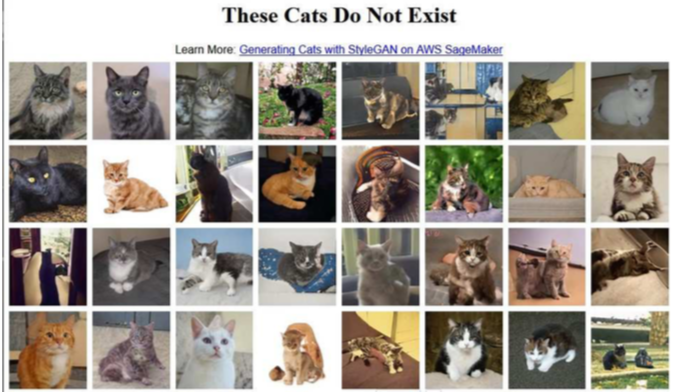 These Cats Do Not Exist
Learn More: Generating Cats with StyleGAN on AWS SageMaker